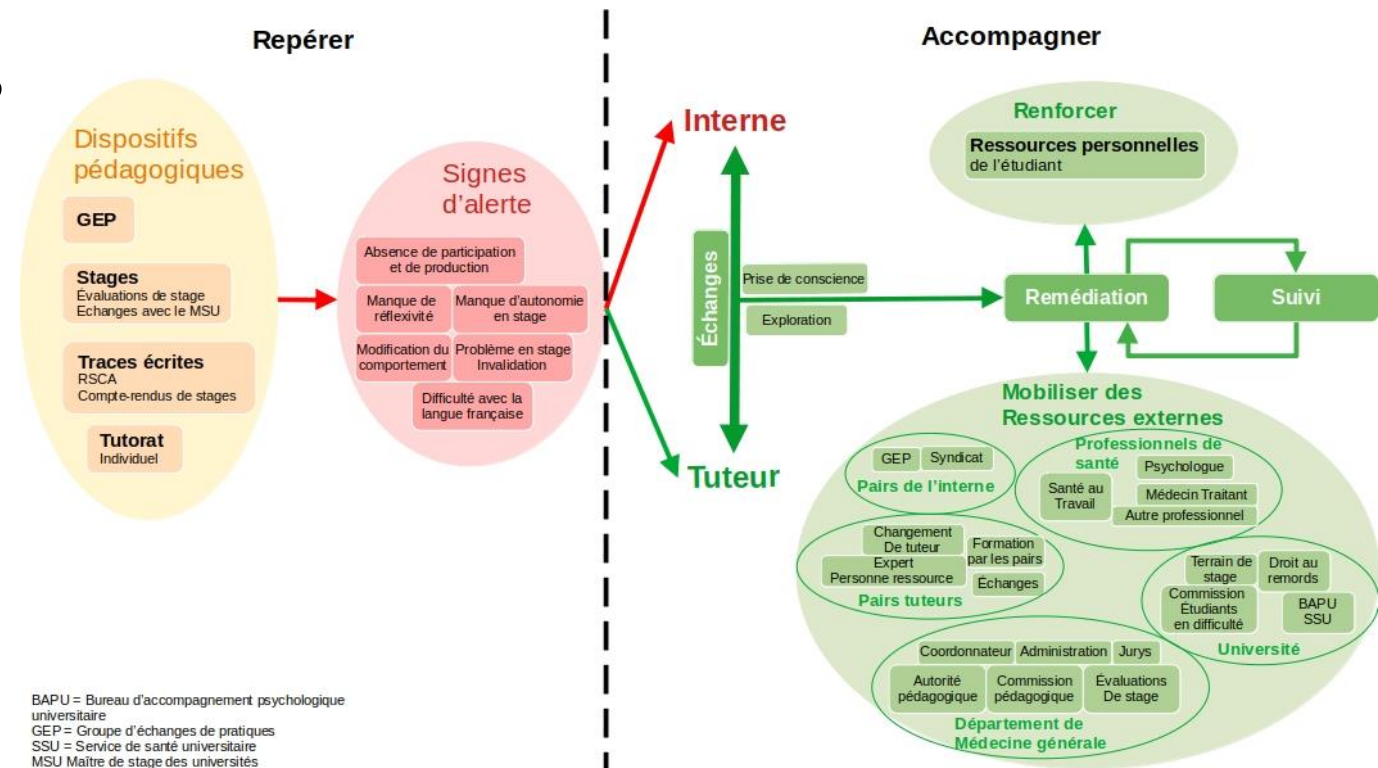 Repérer
Dispositifs
pédagogiques
GEP
Stages
Évaluations de stage
Echanges avec le MSU
Traces écrites
RSCA
Compte-rendus de stages
Tutorat
Individuel
Signes
d'alerte
Absence de participation
et de production
Manque de
réflexivité
Manque d'autonomie
en stage
Modification du
comportement
Problème en stage
Invalidation
Difficulté avec la
langue française
BAPU = Bureau d'accompagnement psychologique
universitaire
GEP = Groupe d'échanges de pratiques
SSU = Service de santé universitaire
MSU Maître de stage des universités
Accompagner
Interne
Échanges
Prise de conscience
Exploration
Tuteur
Renforcer
Ressources personnelles
de l'étudiant
Remédiation
Suivi
Mobiliser des
Ressources externes
GEP
Syndicat
Pairs de l'interne
Professionnels de
santé
Psychologue
Santé au
Travail
Médecin Traitant
Autre professionnel
Changement
De tuteur
Formation
par les pairs
Expert
Personne ressource
Échanges
Pairs tuteurs
Terrain de
stage
Droit au
remords
Commission
Étudiants
en difficulté
BAPU
SSU
Université
Coordonnateur
Administration
Jurys
Autorité
pédagogique
Commission
pédagogique
Évaluations
De stage
Département de
Médecine générale